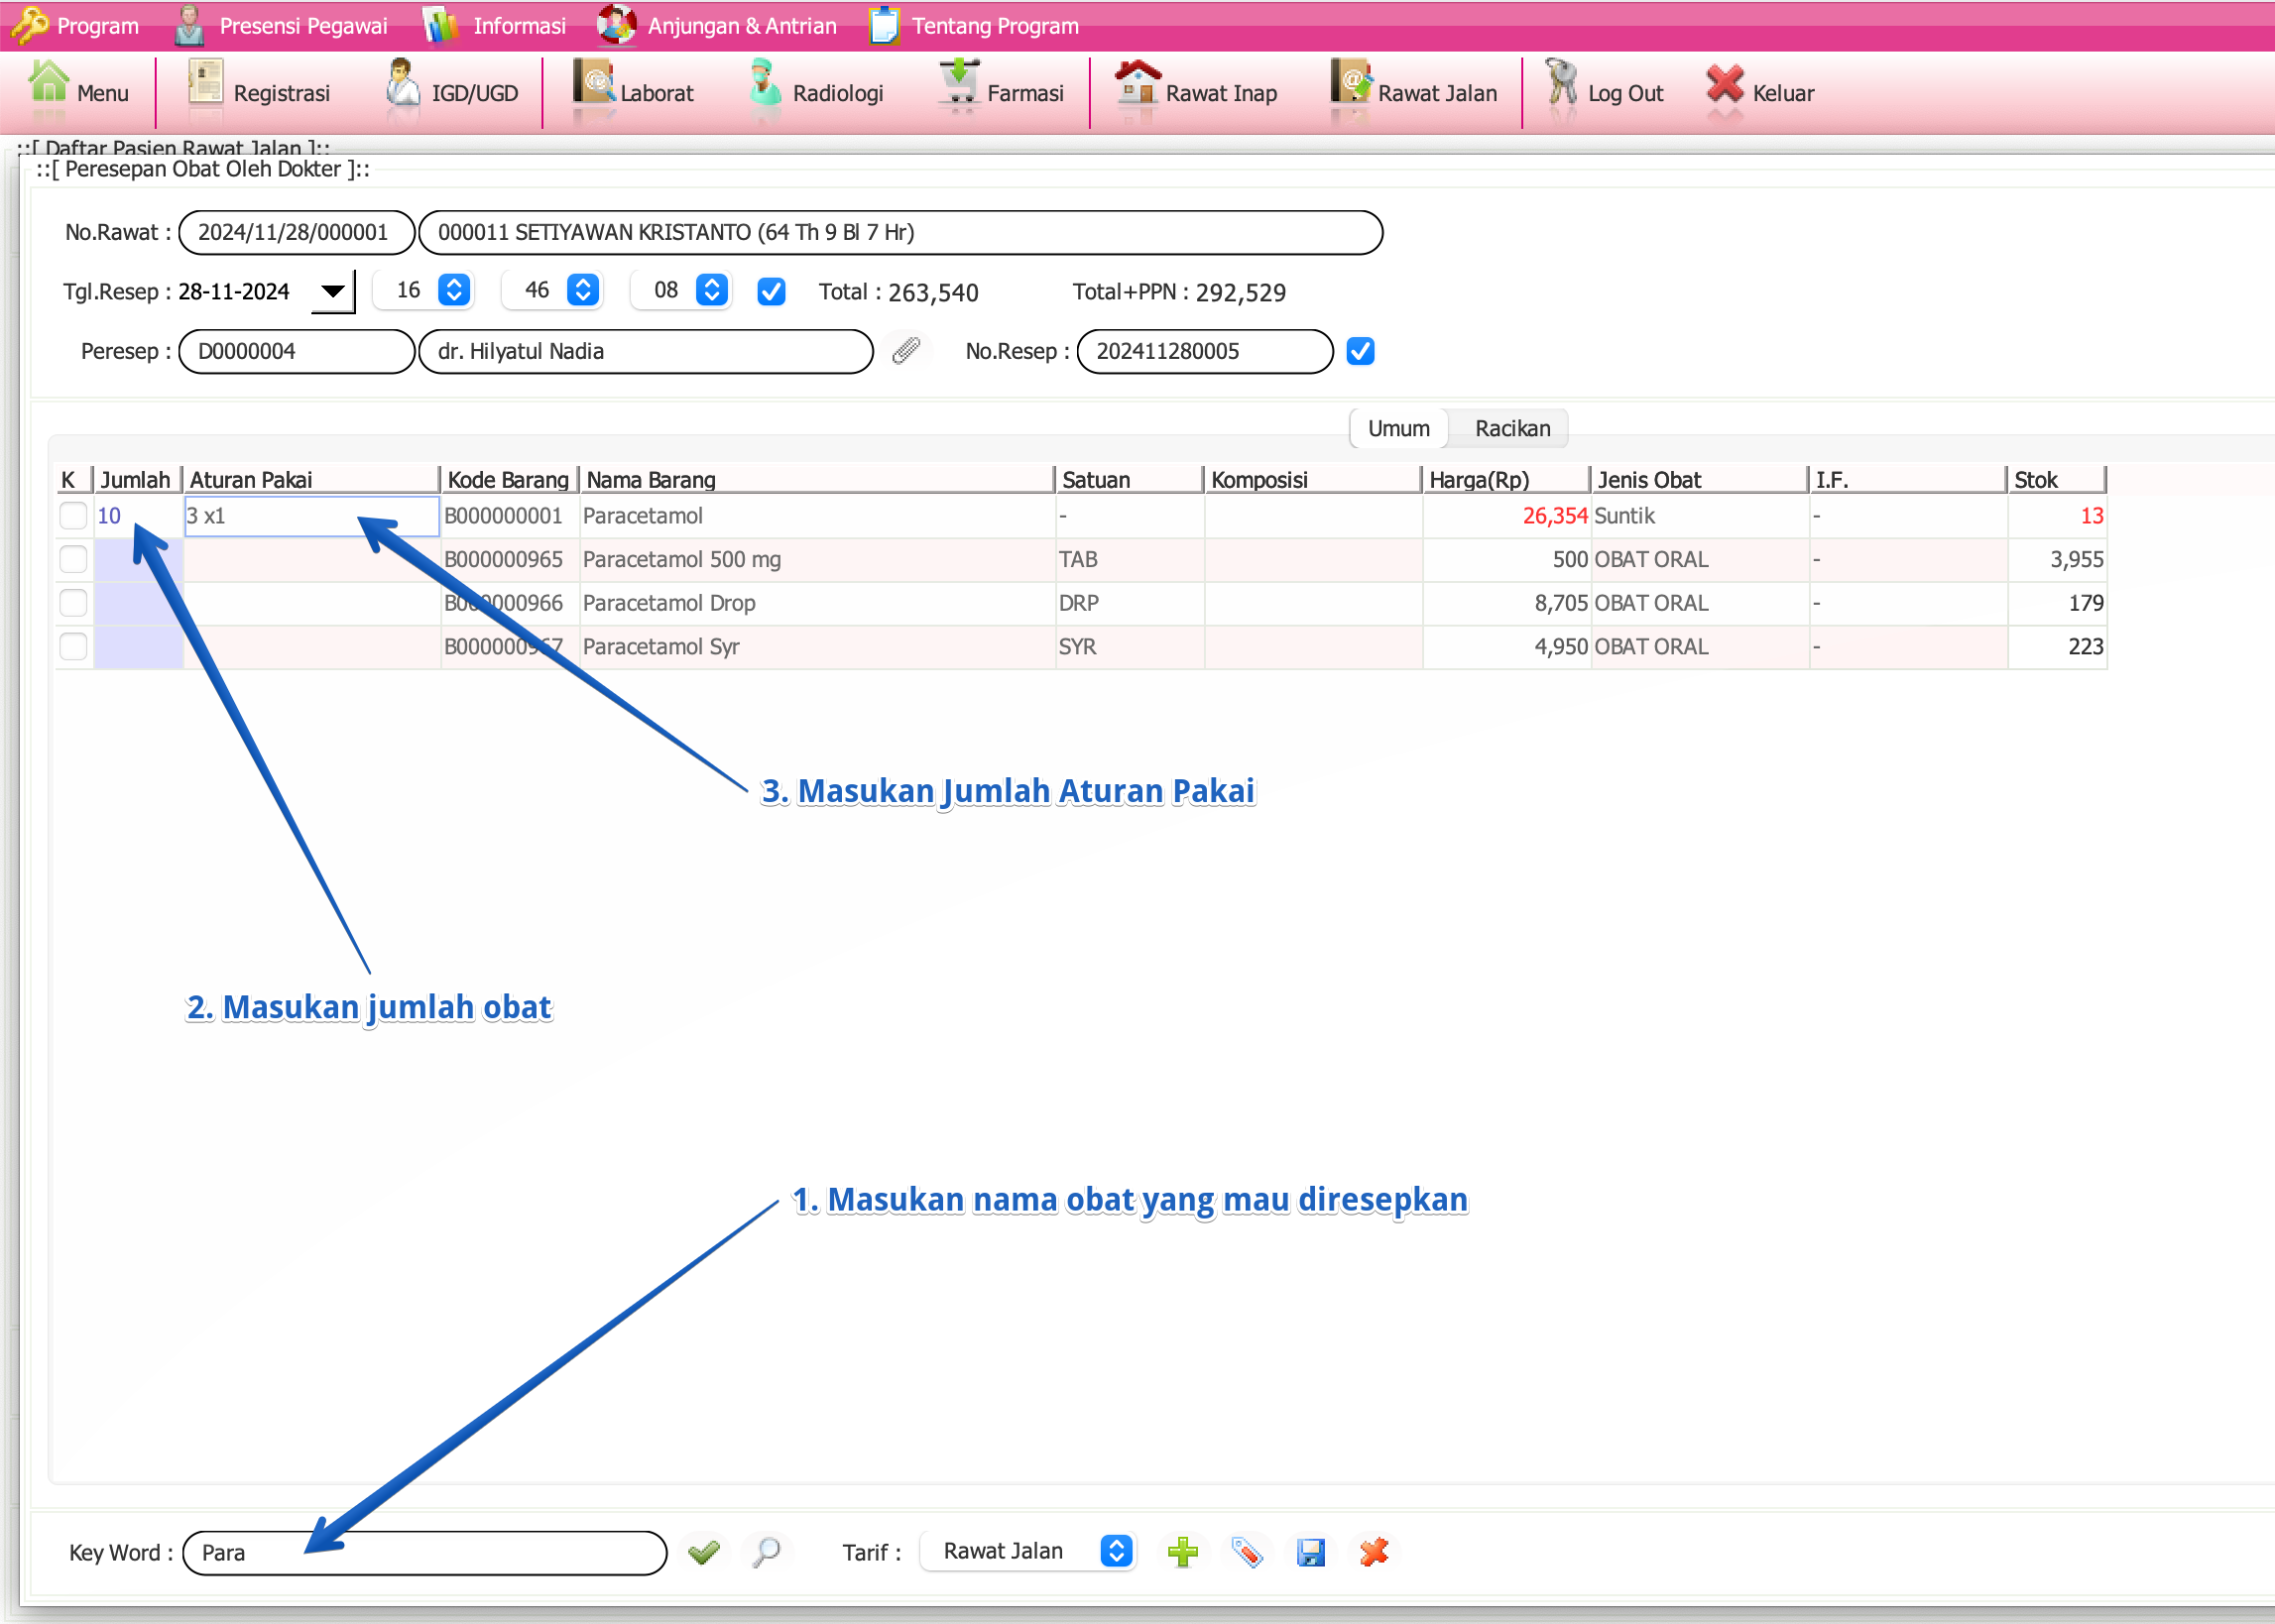 Program Presensi Pegawai Informasi Anjungan & Antrian Tentang Program
Menu Registrasi IGD/UGD Laborat Radiologi Farmasi Rawat Inap Rawat Jalan Log Out Keluar
::[ Daftar Pasien Rawat Jalan ]::
::[ Peresepan Obat Oleh Dokter ]::
No.Rawat : 2024/11/28/000001 000011 SETIYAWAN KRISTANTO (64 Th 9 Bl 7 Hr)
Tgl.Resep : 28-11-2024 16 46 08 Total : 263,540 Total+PPN : 292,529
Peresep : D0000004 dr. Hilyatul Nadia No.Resep : 202411280005
Umum Racikan
K Jumlah Aturan Pakai Kode Barang Nama Barang Satuan Komposisi Harga(Rp) Jenis Obat I.F. Stok
10 3 x1 B000000001 Paracetamol - 26,354 Suntik - 13
B000000965 Paracetamol 500 mg TAB 500 OBAT ORAL - 3,955
B000000966 Paracetamol Drop DRP 8,705 OBAT ORAL - 179
B000000967 Paracetamol Syr SYR 4,950 OBAT ORAL - 223
3. Masukan Jumlah Aturan Pakai
2. Masukan jumlah obat
1. Masukan nama obat yang mau diresepkan
Key Word : Para Tarif : Rawat Jalan